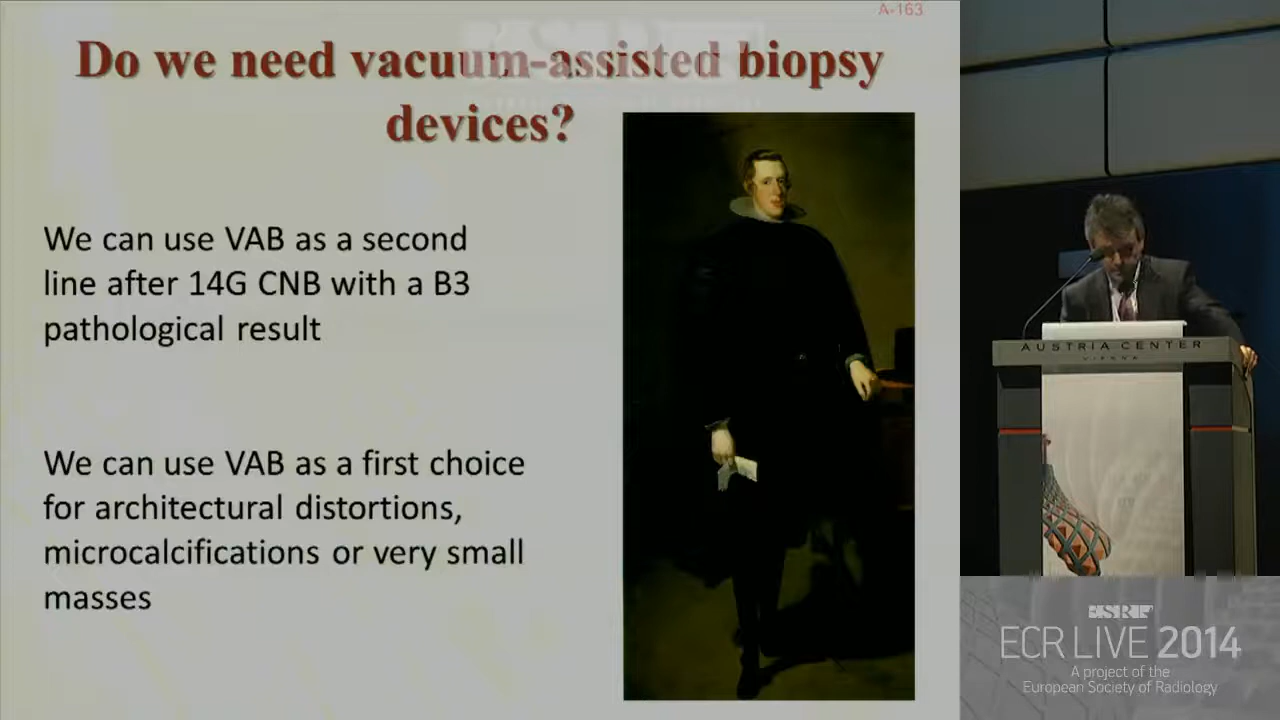 A-163
Do we need vacuum-assisted biopsy
devices?
We can use VAB as a second
line after 14G CNB with a B3
pathological result
We can use VAB as a first choice
for architectural distortions,
microcalcifications or very small
masses
AUSTRIA CENTER
VIENNA
ECR LIVE 2014
A project of the
European Society of Radiology